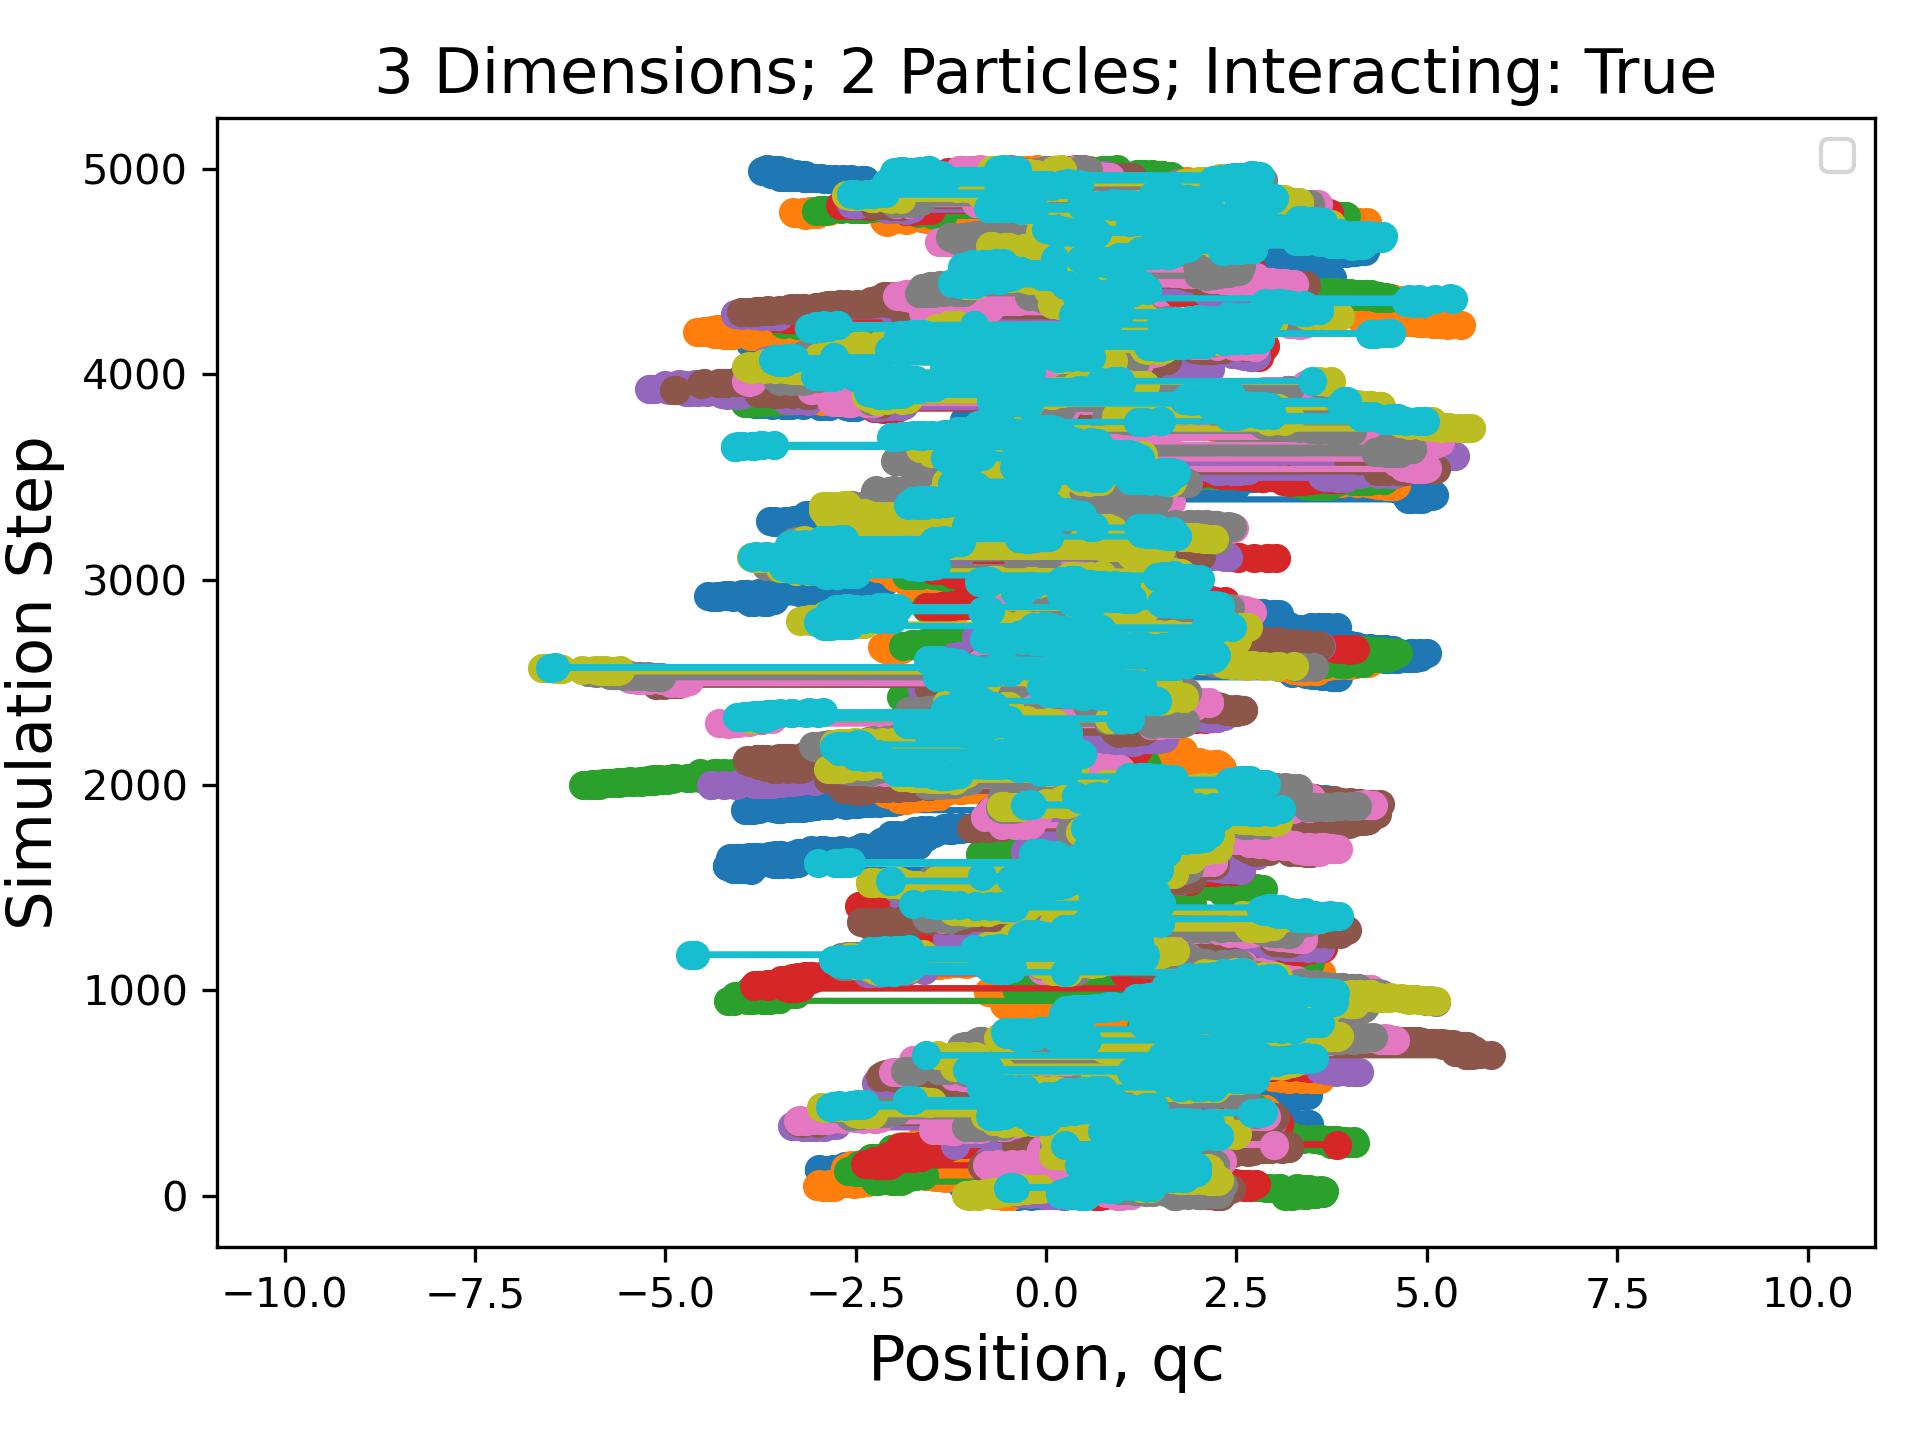 3 Dimensions; 2 Particles; Interacting: True
Simulation Step
5000
4000
3000
2000
1000
0
−10.0 −7.5 −5.0 −2.5 0.0 2.5 5.0 7.5 10.0
Position, qc